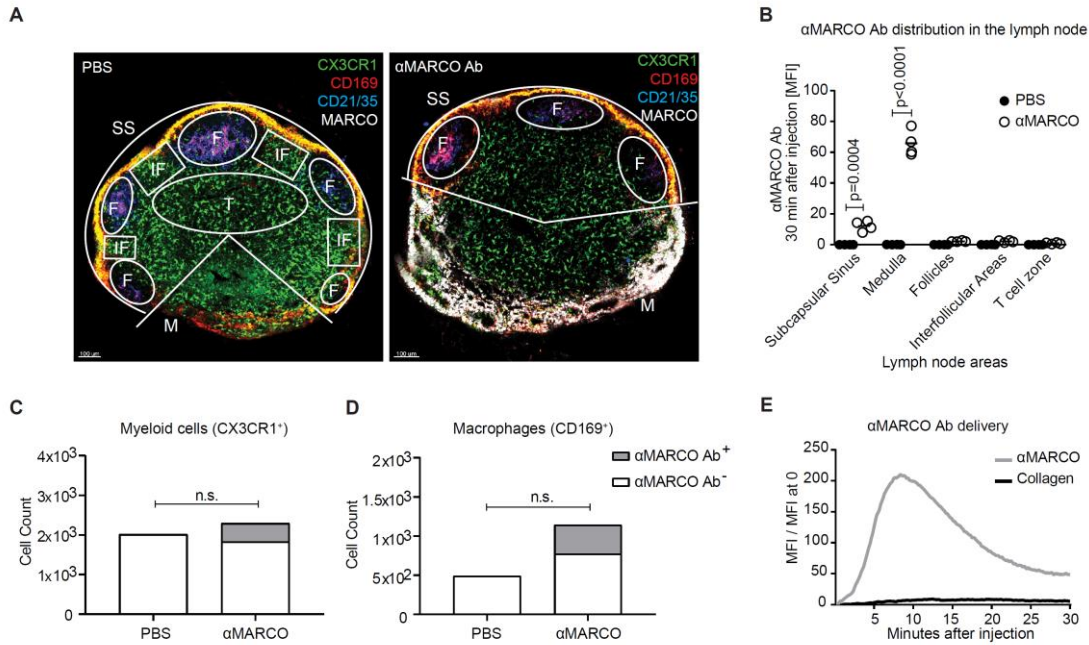 A
PBS
CX3CR1
CD169
CD21/35
MARCO
SS
F
IF
IF
F
F
T
IF
IF
F
F
M
100 µm
αMARCO Ab
CX3CR1
CD169
CD21/35
MARCO
SS
F
F
F
M
100 µm
B
αMARCO Ab distribution in the lymph node
αMARCO Ab
30 min after injection [MFI]
100
80
60
40
20
0
p=0.0004
p<0.0001
PBS
αMARCO
Subcapsular Sinus
Medulla
Follicles
Interfollicular Areas
T cell zone
Lymph node areas
C
Myeloid cells (CX3CR1⁺)
Cell Count
4x10³
3x10³
2x10³
1x10³
0
n.s.
PBS
αMARCO
D
Macrophages (CD169⁺)
Cell Count
2x10³
1x10³
5x10²
0
n.s.
αMARCO Ab⁺
αMARCO Ab⁻
PBS
αMARCO
E
αMARCO Ab delivery
MFI / MFI at 0
250
200
150
100
50
0
αMARCO
Collagen
5
10
15
20
25
30
Minutes after injection